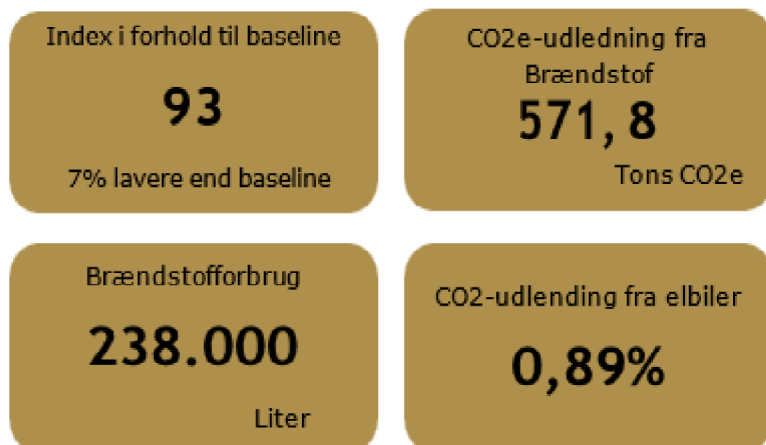 Index i forhold til baseline
93
7% lavere end baseline
CO2e-udledning fra
Brændstof
571, 8
Tons CO2e
Brændstofforbrug
238.000
Liter
CO2-udlending fra elbiler
0,89%